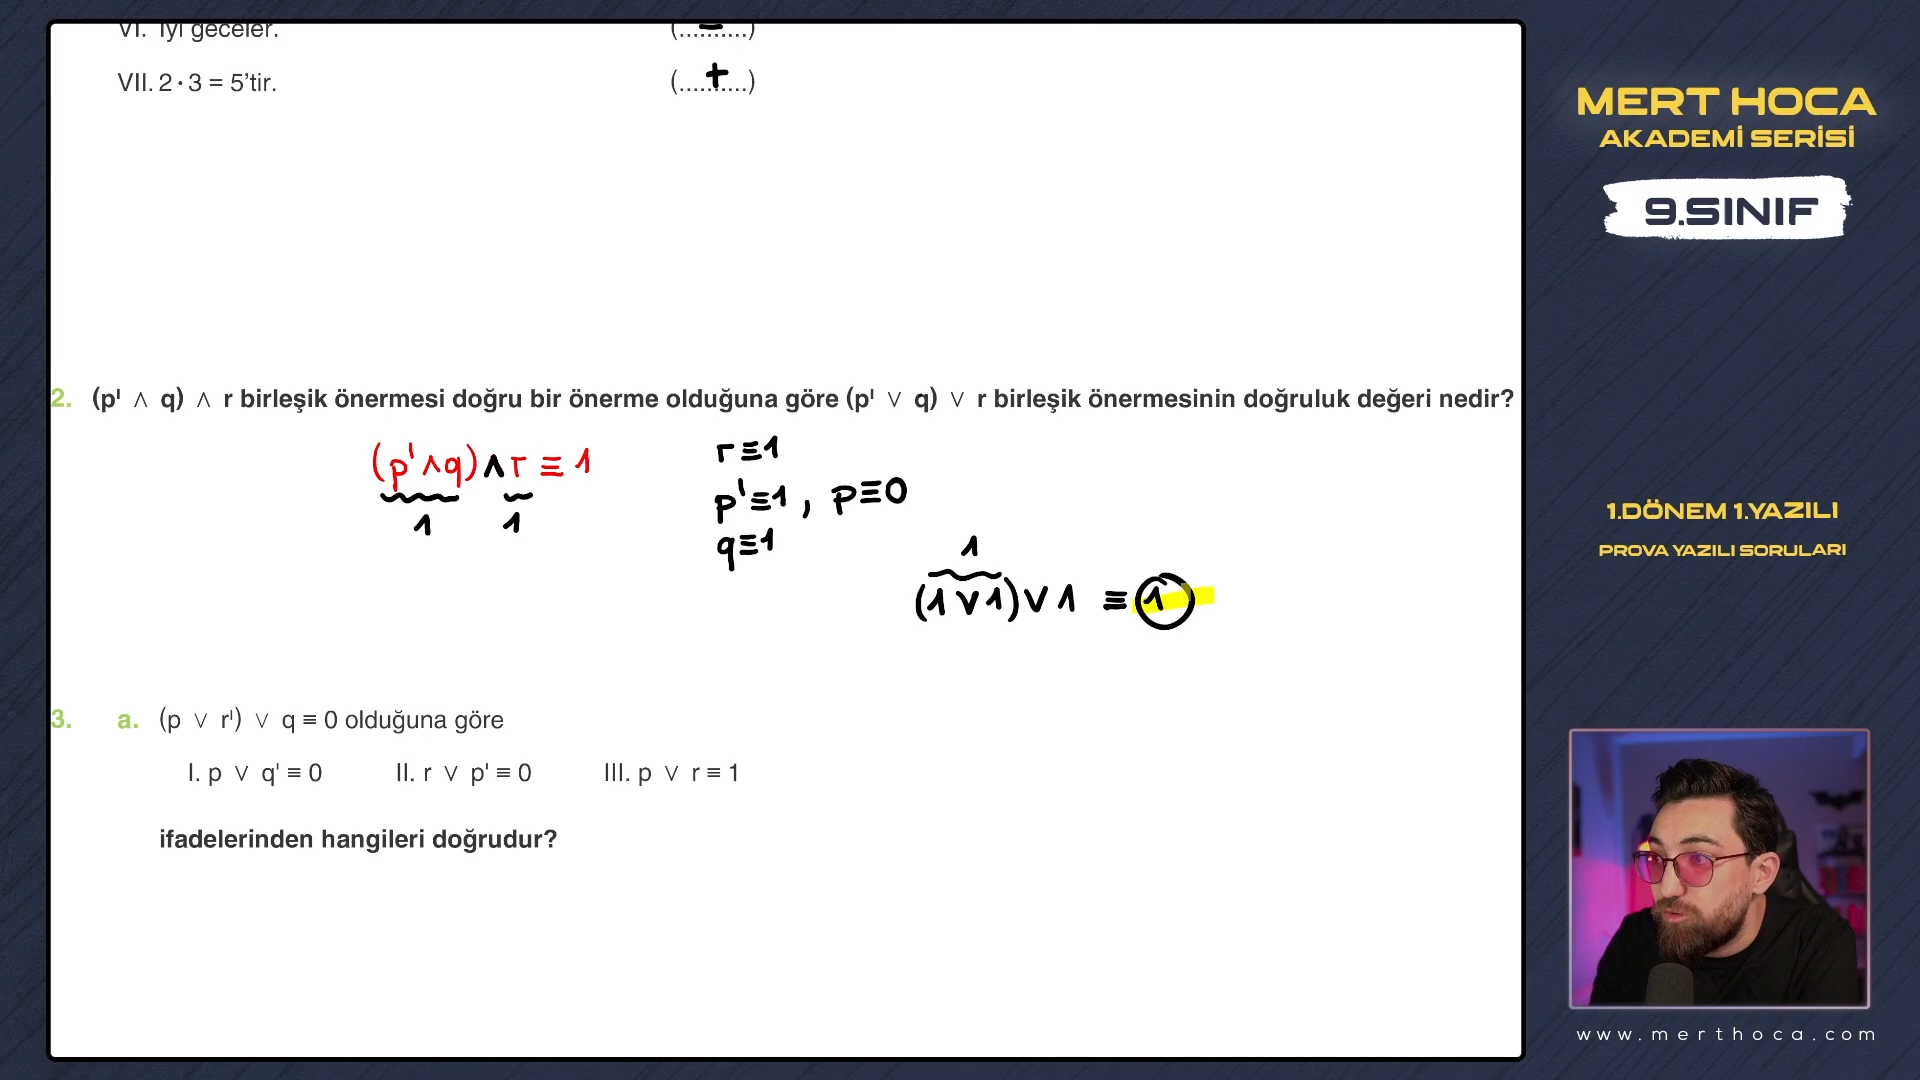 VI. İyi geceler. (....–....)
VII. 2 · 3 = 5’tir. (....+....)
2. (pᴵ ∧ q) ∧ r birleşik önermesi doğru bir önerme olduğuna göre (pᴵ ∨ q) ∨ r birleşik önermesinin doğruluk değeri nedir?
(p' ∧ q) ∧ r ≡ 1
1 1
r ≡ 1
p' ≡ 1 , p ≡ 0
q ≡ 1
1
(1 ∨ 1) ∨ 1 ≡ 1
3. a. (p ∨ rᴵ) ∨ q ≡ 0 olduğuna göre
I. p ∨ q' ≡ 0 II. r ∨ p' ≡ 0 III. p ∨ r ≡ 1
ifadelerinden hangileri doğrudur?
MERT HOCA
AKADEMİ SERİSİ
9.SINIF
1.DÖNEM 1.YAZILI
PROVA YAZILI SORULARI
www.merthoca.com